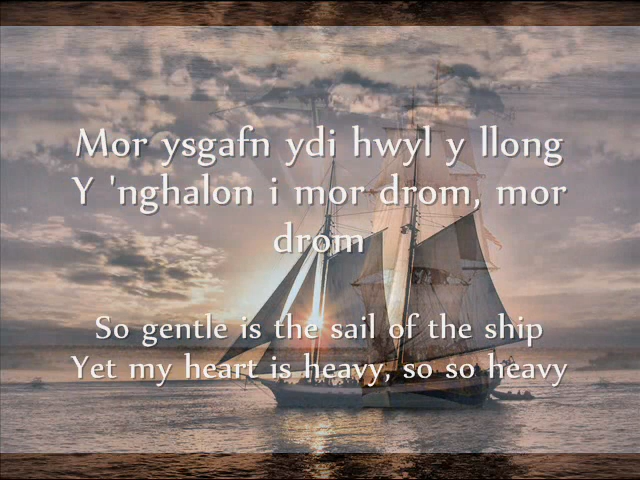 Mor ysgafn ydi hwyl y llong
Y 'nghalon i mor drom, mor
drom
So gentle is the sail of the ship
Yet my heart is heavy, so so heavy